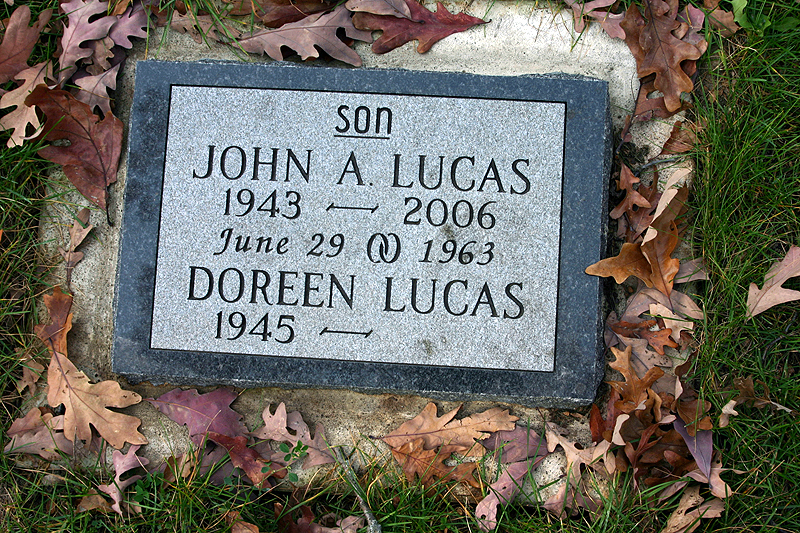 son
JOHN A. LUCAS
1943 — 2006
June 29 1963
DOREEN LUCAS
1945 —